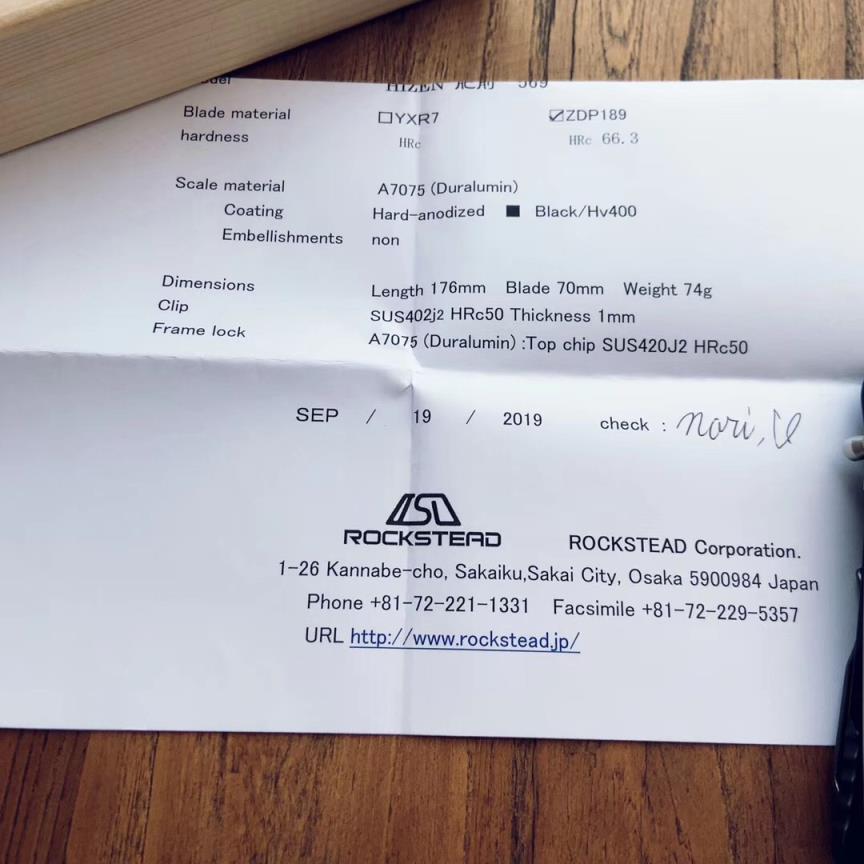 HIZEN 569
Blade material □YXR7 ☑ZDP189
hardness HRc HRc 66.3
Scale material A7075 (Duralumin)
Coating Hard-anodized ■ Black/Hv400
Embellishments non
Dimensions Length 176mm Blade 70mm Weight 74g
Clip SUS402j2 HRc50 Thickness 1mm
Frame lock A7075 (Duralumin) :Top chip SUS420J2 HRc50
SEP / 19 / 2019 check :
ROCKSTEAD
ROCKSTEAD Corporation.
1-26 Kannabe-cho, Sakaiku,Sakai City, Osaka 5900984 Japan
Phone +81-72-221-1331 Facsimile +81-72-229-5357
URL http://www.rockstead.jp/